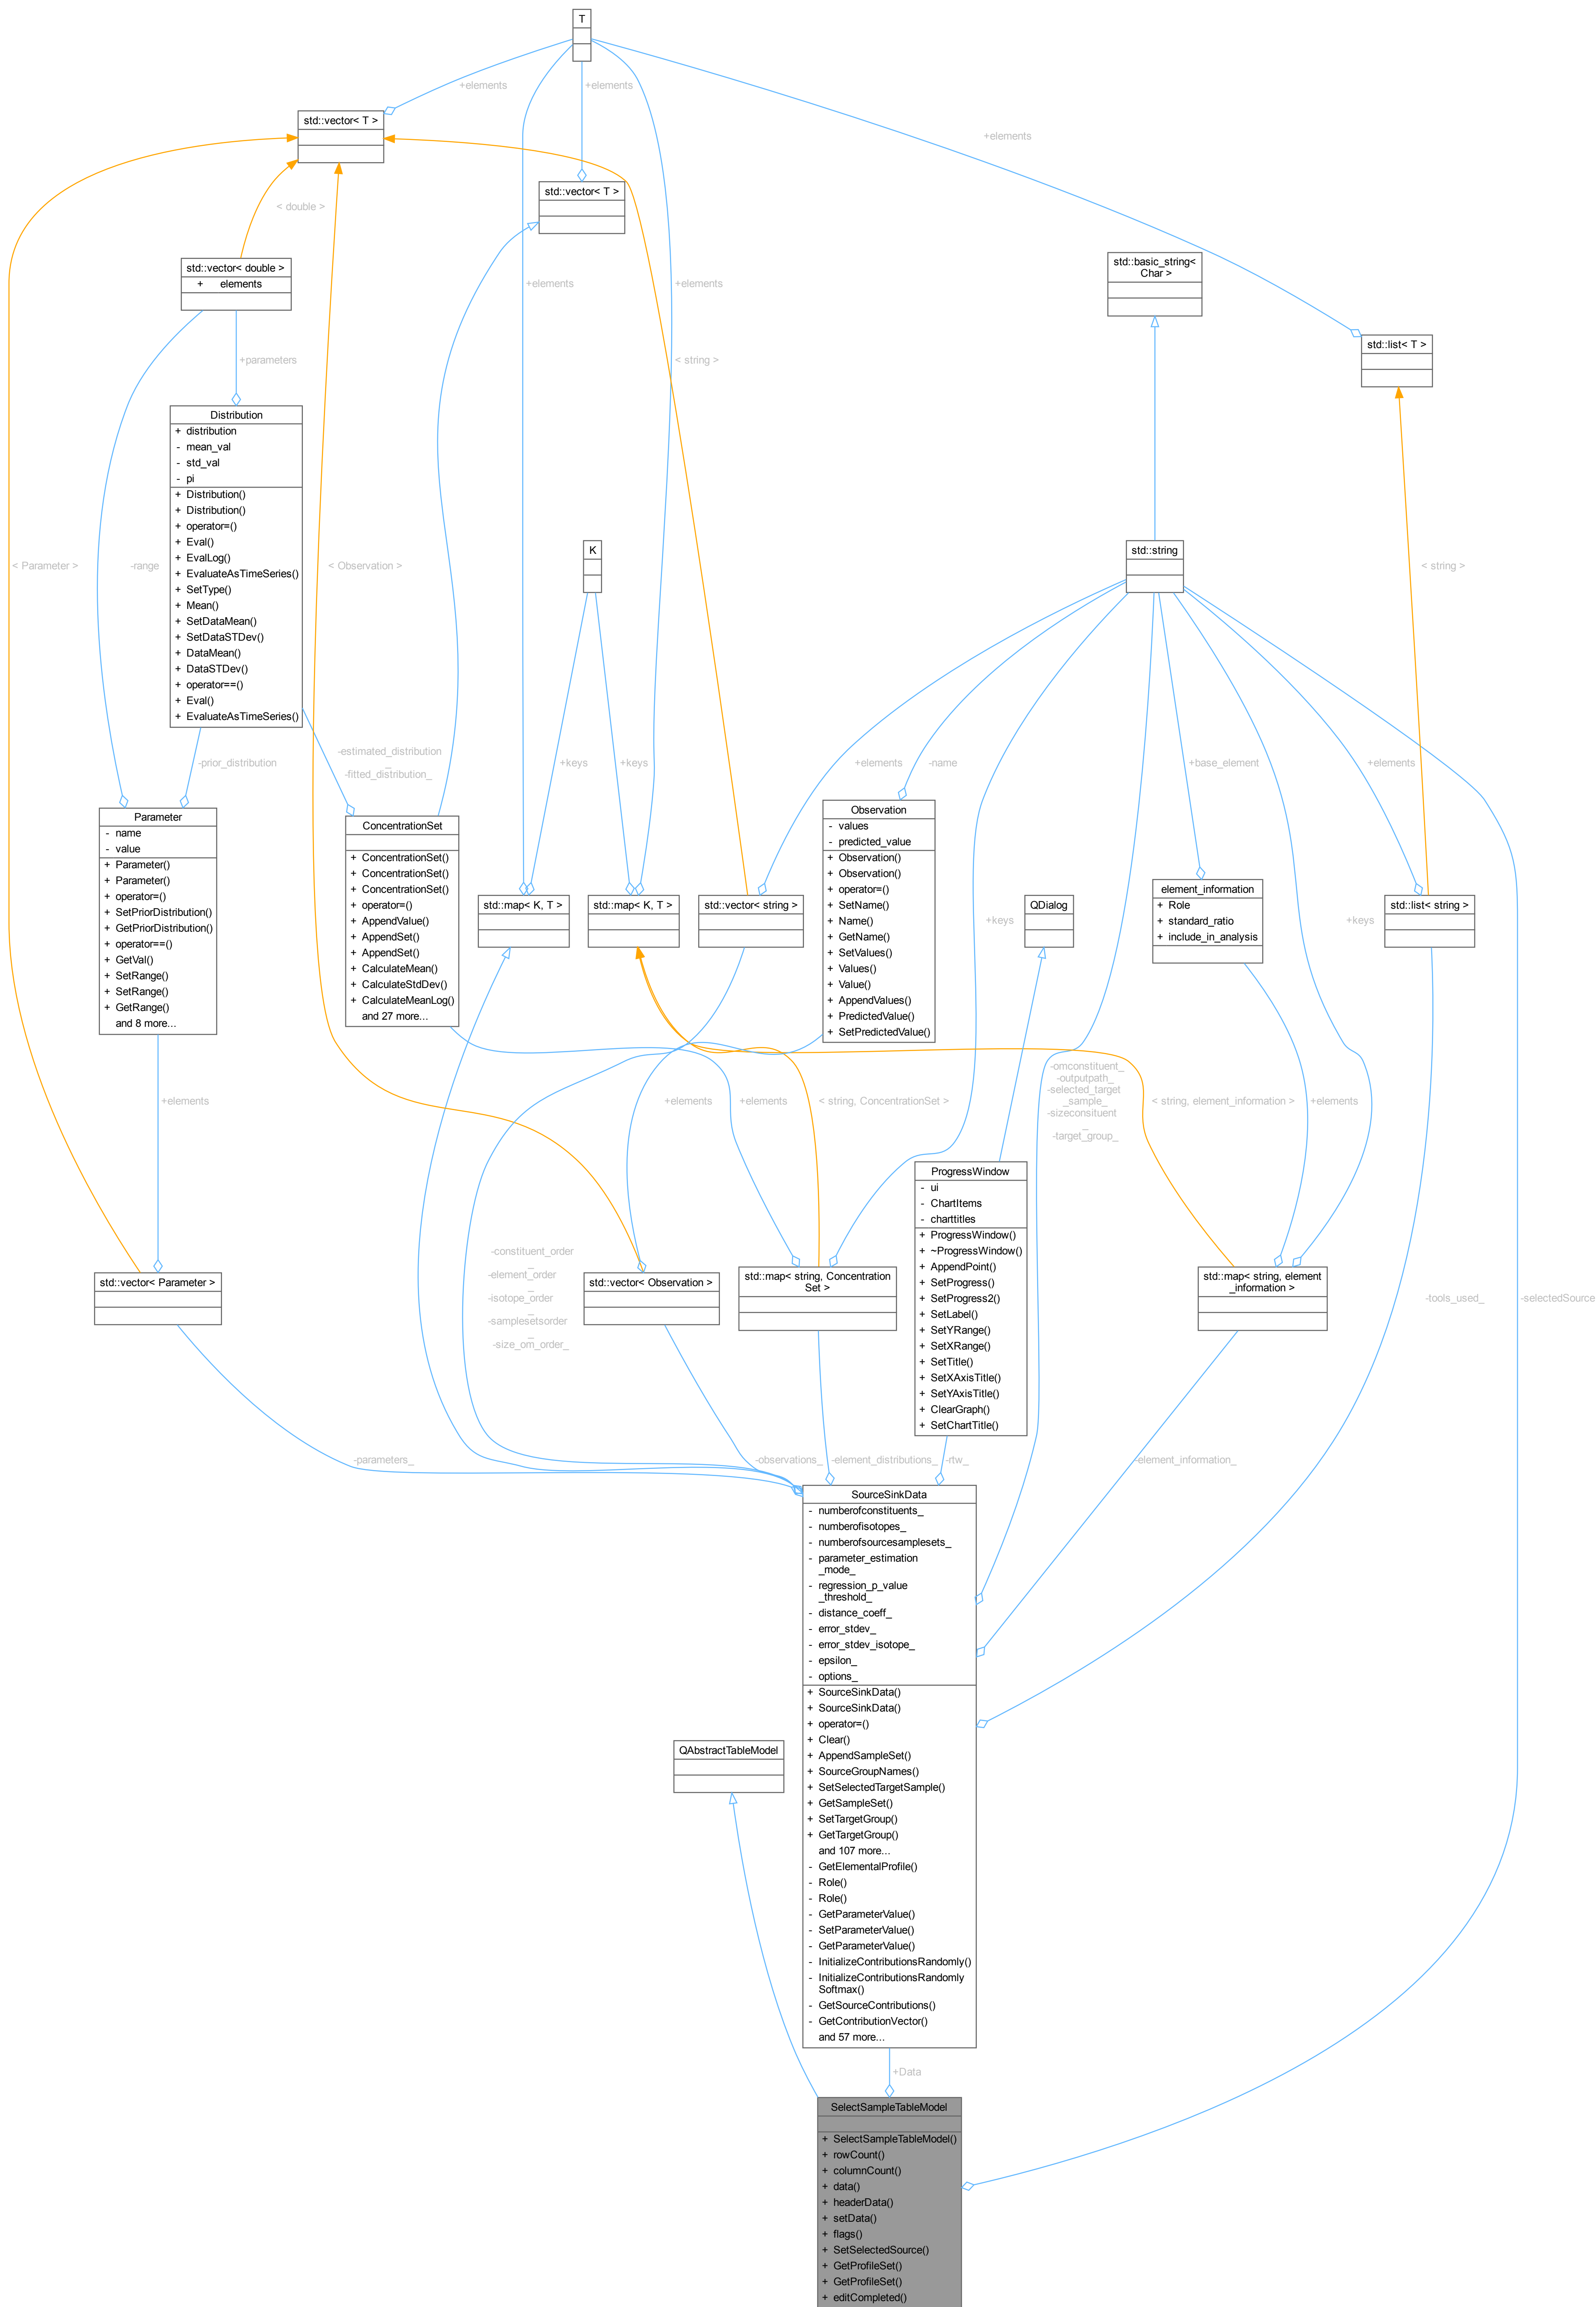 T
+elements
+elements
std::vector< T >
+elements
std::vector< T >
< double >
std::vector< double >
+ elements
+elements
+elements
std::basic_string<
Char >
std::list< T >
+parameters
< string >
Distribution
+ distribution
- mean_val
- std_val
- pi
+ Distribution()
+ Distribution()
+ operator=()
+ Eval()
+ EvalLog()
+ EvaluateAsTimeSeries()
+ SetType()
+ Mean()
+ SetDataMean()
+ SetDataSTDev()
+ DataMean()
+ DataSTDev()
+ operator==()
+ Eval()
+ EvaluateAsTimeSeries()
K
std::string
< Parameter >
-range
< Observation >
< string >
-prior_distribution
-estimated_distribution
_
-fitted_distribution_
+keys
+keys
+elements
-name
+base_element
+elements
Parameter
- name
- value
+ Parameter()
+ Parameter()
+ operator=()
+ SetPriorDistribution()
+ GetPriorDistribution()
+ operator==()
+ GetVal()
+ SetRange()
+ SetRange()
+ GetRange()
and 8 more...
ConcentrationSet
+ ConcentrationSet()
+ ConcentrationSet()
+ ConcentrationSet()
+ operator=()
+ AppendValue()
+ AppendSet()
+ AppendSet()
+ CalculateMean()
+ CalculateStdDev()
+ CalculateMeanLog()
and 27 more...
std::map< K, T >
std::map< K, T >
std::vector< string >
Observation
- values
- predicted_value
+ Observation()
+ Observation()
+ operator=()
+ SetName()
+ Name()
+ GetName()
+ SetValues()
+ Values()
+ Value()
+ AppendValues()
+ PredictedValue()
+ SetPredictedValue()
QDialog
+keys
element_information
+ Role
+ standard_ratio
+ include_in_analysis
+keys
std::list< string >
+elements
+elements
+elements
< string, ConcentrationSet >
-omconstituent_
-outputpath_
-selected_target
_sample_
-sizeconsituent
_
-target_group_
< string, element_information >
+elements
ProgressWindow
- ui
- ChartItems
- charttitles
+ ProgressWindow()
+ ~ProgressWindow()
+ AppendPoint()
+ SetProgress()
+ SetProgress2()
+ SetLabel()
+ SetYRange()
+ SetXRange()
+ SetTitle()
+ SetXAxisTitle()
+ SetYAxisTitle()
+ ClearGraph()
+ SetChartTitle()
std::vector< Parameter >
-constituent_order
_
-element_order
_
-isotope_order
_
-samplesetsorder
_
-size_om_order_
std::vector< Observation >
std::map< string, Concentration
Set >
std::map< string, element
_information >
-tools_used_
-selectedSource
-parameters_
-observations_
-element_distributions_
-rtw_
-element_information_
SourceSinkData
- numberofconstituents_
- numberofisotopes_
- numberofsourcesamplesets_
- parameter_estimation
_mode_
- regression_p_value
_threshold_
- distance_coeff_
- error_stdev_
- error_stdev_isotope_
- epsilon_
- options_
+ SourceSinkData()
+ SourceSinkData()
+ operator=()
+ Clear()
+ AppendSampleSet()
+ SourceGroupNames()
+ SetSelectedTargetSample()
+ GetSampleSet()
+ SetTargetGroup()
+ GetTargetGroup()
and 107 more...
- GetElementalProfile()
- Role()
- Role()
- GetParameterValue()
- SetParameterValue()
- GetParameterValue()
- InitializeContributionsRandomly()
- InitializeContributionsRandomly
Softmax()
- GetSourceContributions()
- GetContributionVector()
and 57 more...
QAbstractTableModel
+Data
SelectSampleTableModel
+ SelectSampleTableModel()
+ rowCount()
+ columnCount()
+ data()
+ headerData()
+ setData()
+ flags()
+ SetSelectedSource()
+ GetProfileSet()
+ GetProfileSet()
+ editCompleted()